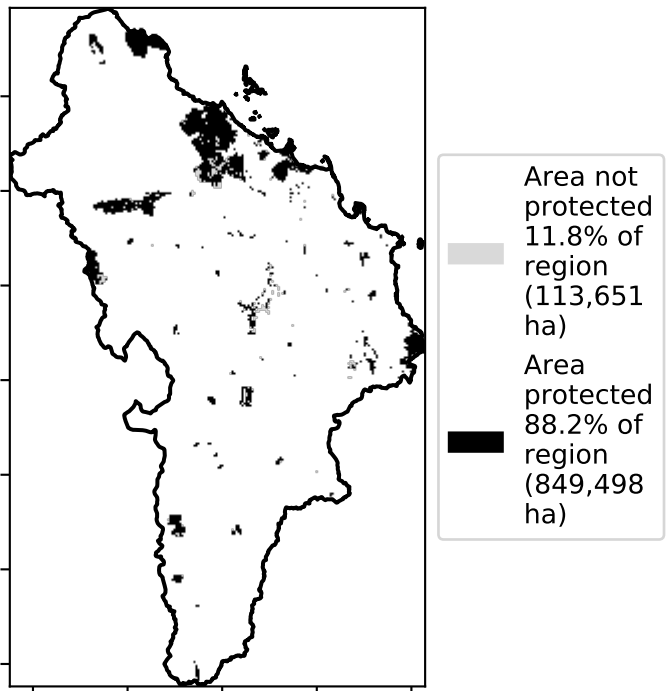 Area not
protected
11.8% of
region
(113,651
ha)
Area
protected
88.2% of
region
(849,498
ha)